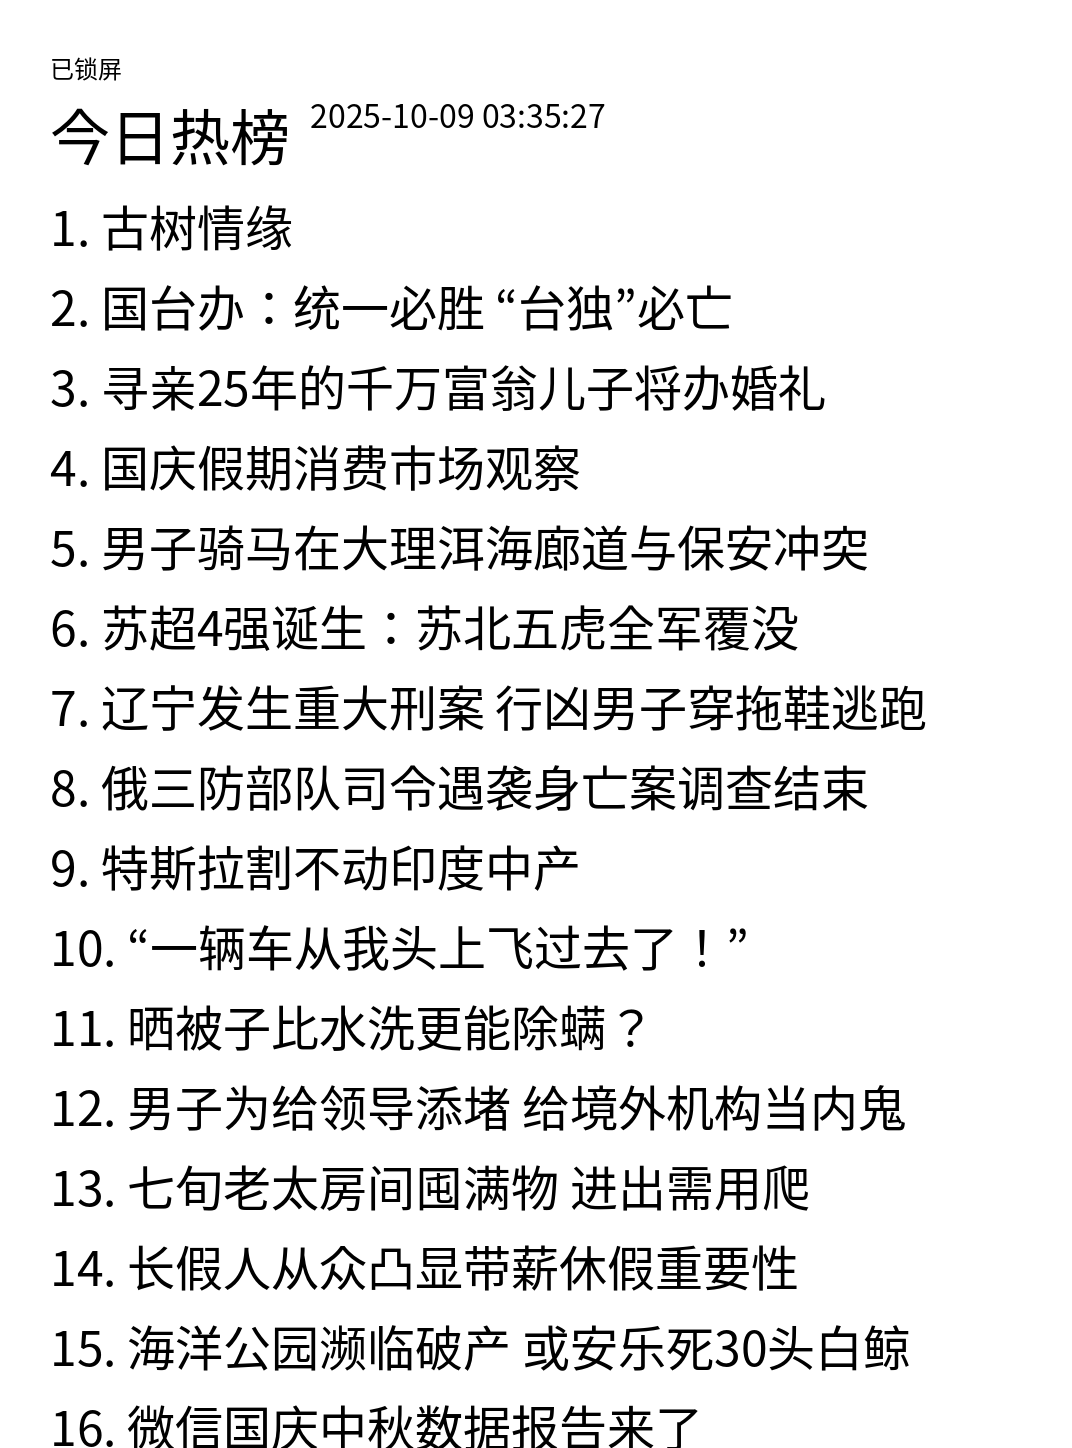 已锁屏
今日热榜 2025-10-09 03:35:27
1. 古树情缘
2. 国台办：统一必胜 “台独”必亡
3. 寻亲25年的千万富翁儿子将办婚礼
4. 国庆假期消费市场观察
5. 男子骑马在大理洱海廊道与保安冲突
6. 苏超4强诞生：苏北五虎全军覆没
7. 辽宁发生重大刑案 行凶男子穿拖鞋逃跑
8. 俄三防部队司令遇袭身亡案调查结束
9. 特斯拉割不动印度中产
10. “一辆车从我头上飞过去了！”
11. 晒被子比水洗更能除螨？
12. 男子为给领导添堵 给境外机构当内鬼
13. 七旬老太房间囤满物 进出需用爬
14. 长假人从众凸显带薪休假重要性
15. 海洋公园濒临破产 或安乐死30头白鲸
16. 微信国庆中秋数据报告来了